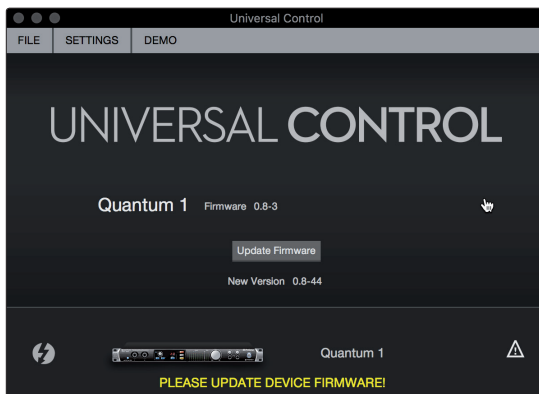 Universal Control
FILE SETTINGS DEMO
UNIVERSAL CONTROL
Quantum 1 Firmware 0.8-3
Update Firmware
New Version 0.8-44
Quantum 1
PLEASE UPDATE DEVICE FIRMWARE!